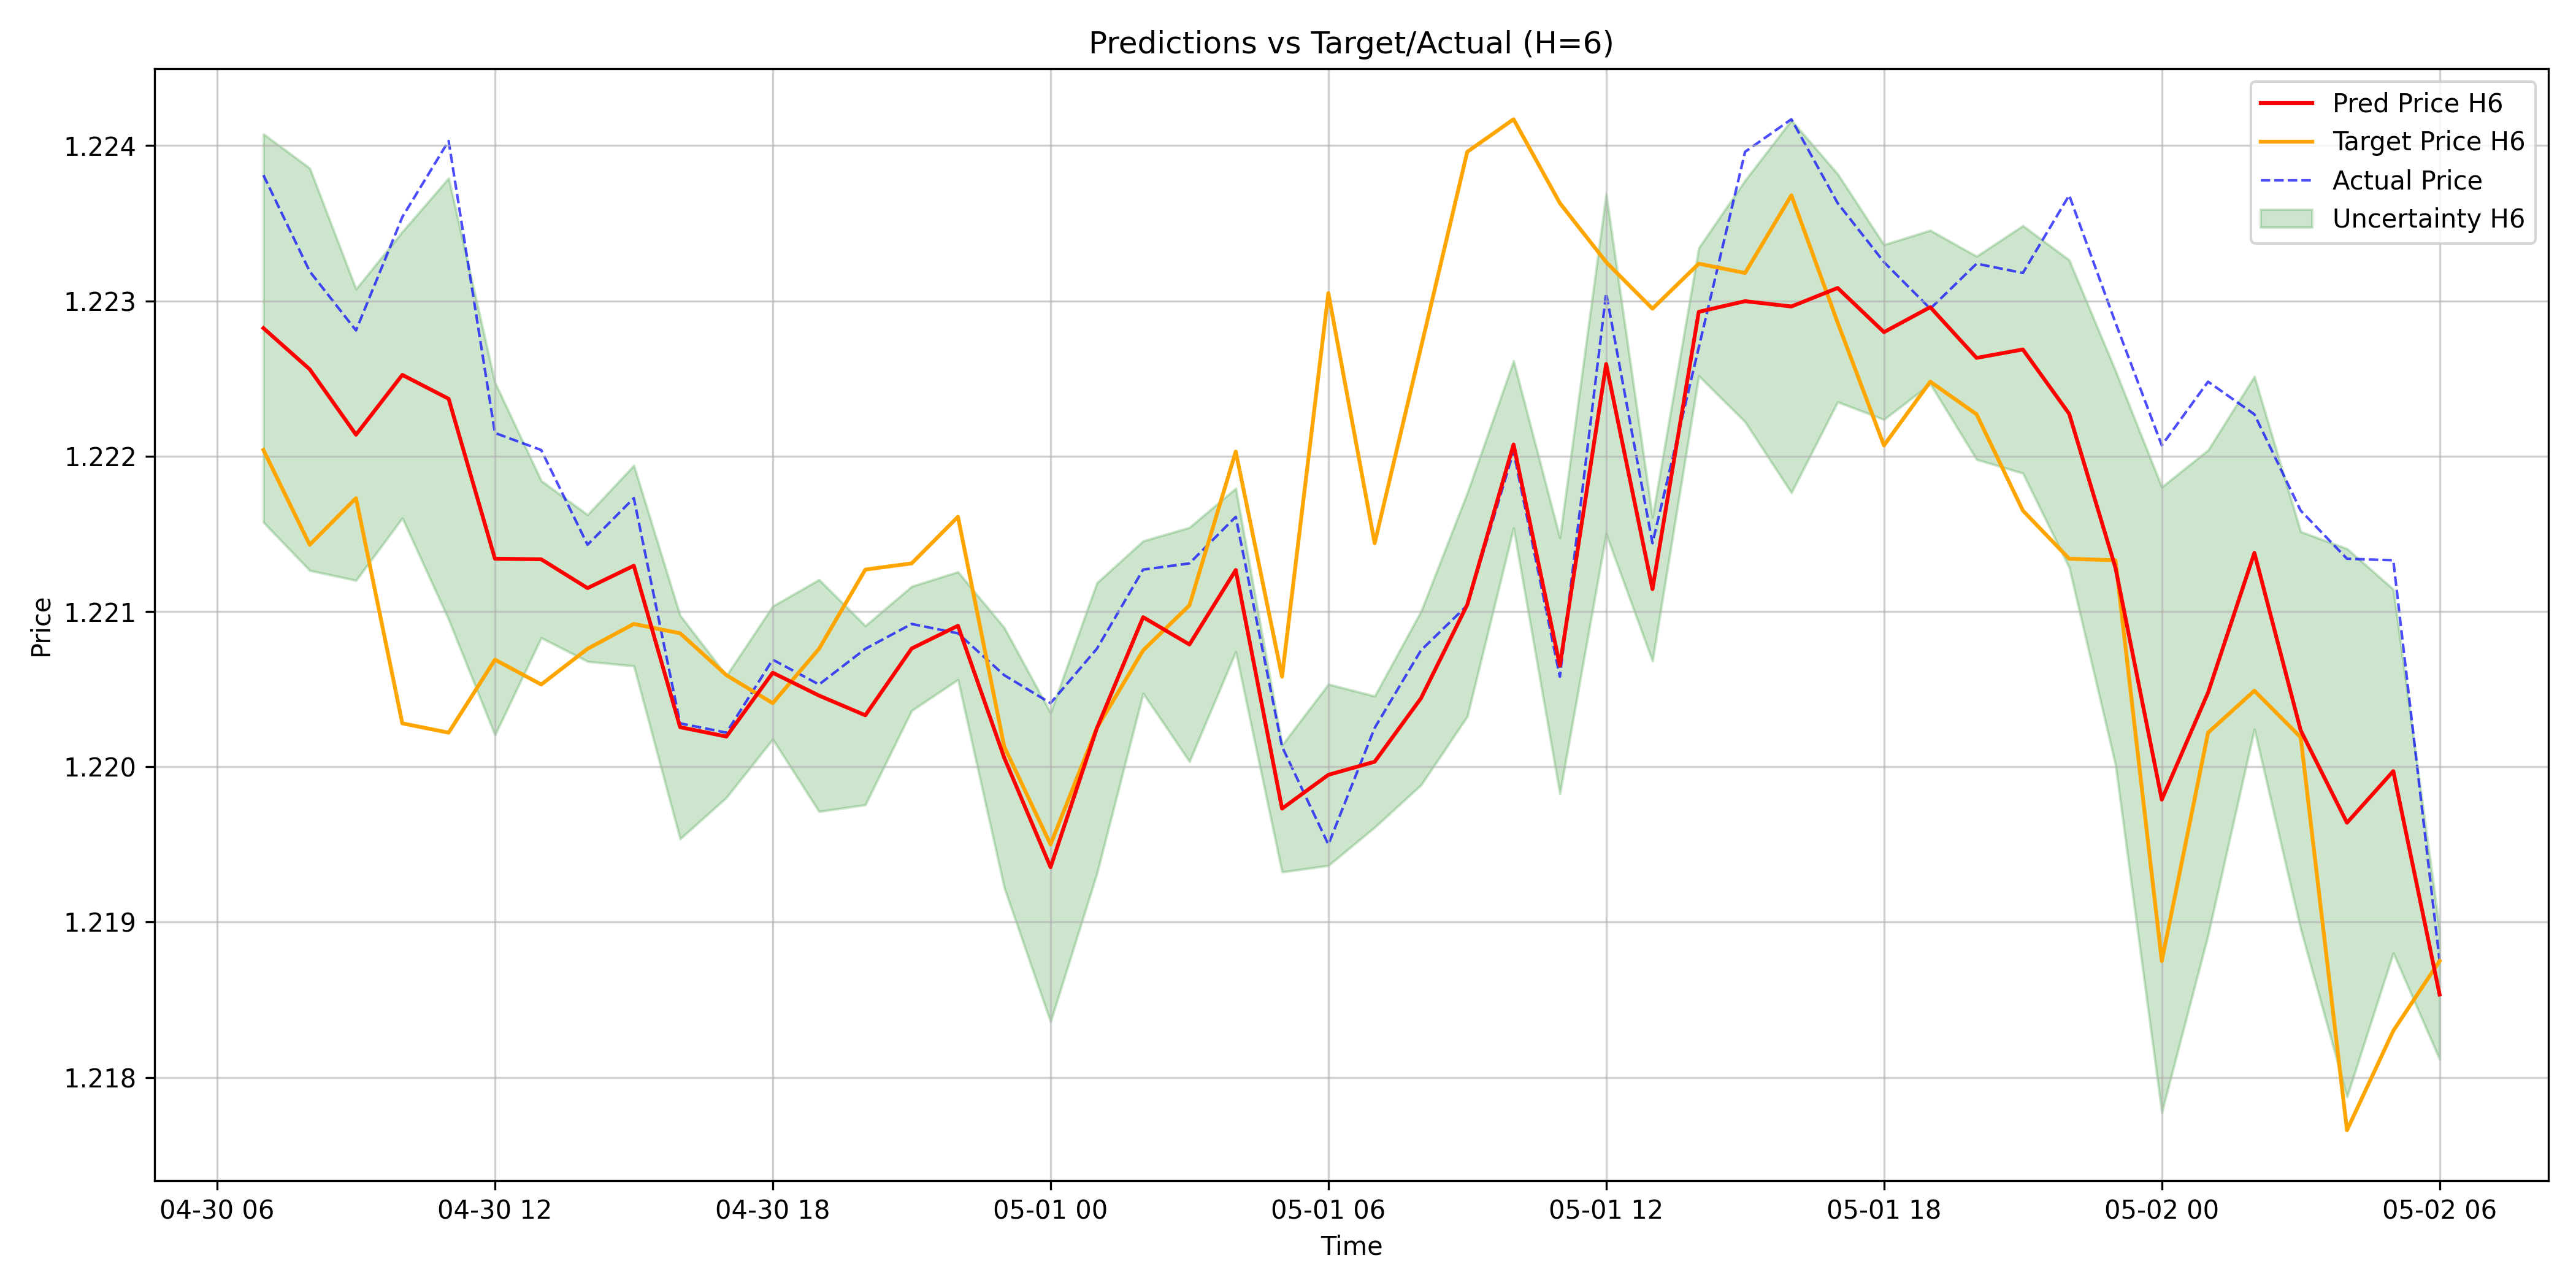 Predictions vs Target/Actual (H=6)
Pred Price H6
Target Price H6
Actual Price
Uncertainty H6
Price
1.224
1.223
1.222
1.221
1.220
1.219
1.218
04-30 06
04-30 12
04-30 18
05-01 00
05-01 06
05-01 12
05-01 18
05-02 00
05-02 06
Time